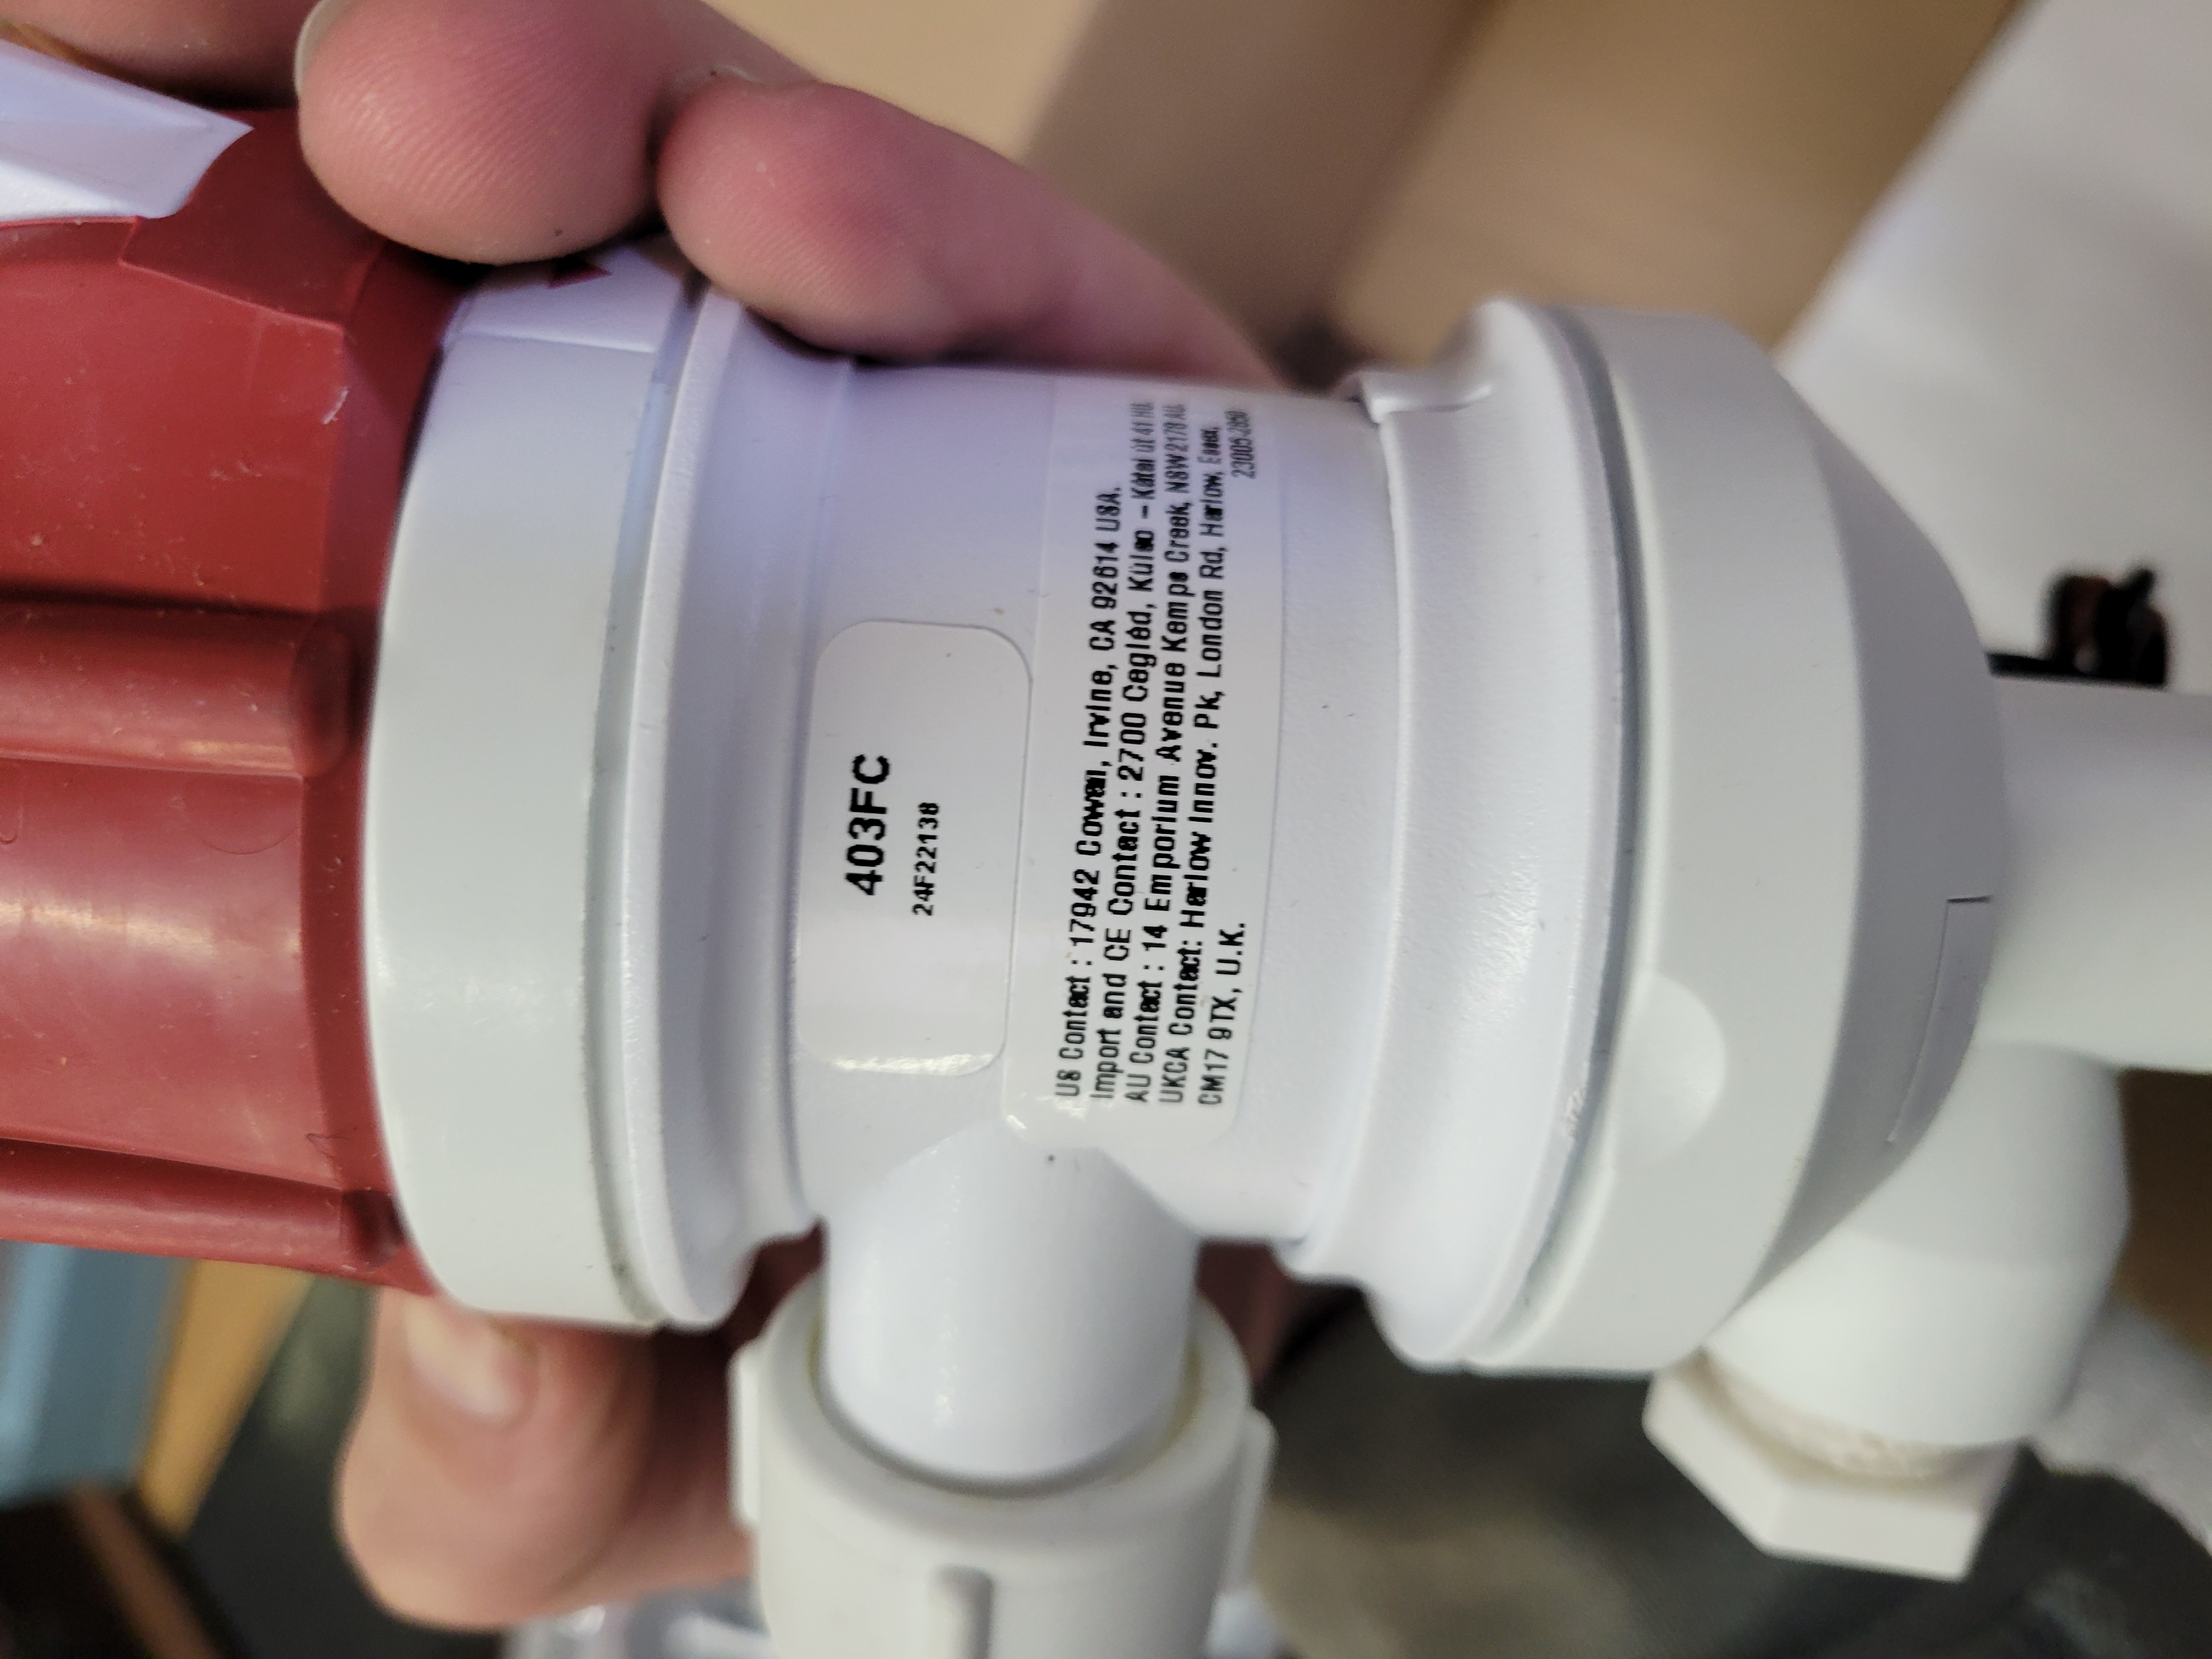 403FC
24F22138
US Contact : 17942 Cowan, Irvine, CA 92614 USA.
Import and CE Contact : 2700 Cegléd, Külso – Kátai út 41 HU.
AU Contact : 14 Emporium Avenue Kemps Creek, NSW 2178 AU.
UKCA Contact: Harlow Innov. PK, London Rd, Harlow, Essex,
CM17 9TX, U.K.